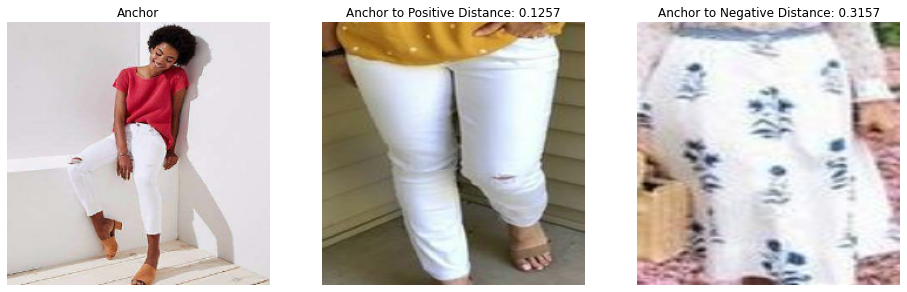 Anchor
Anchor to Positive Distance: 0.1257
Anchor to Negative Distance: 0.3157